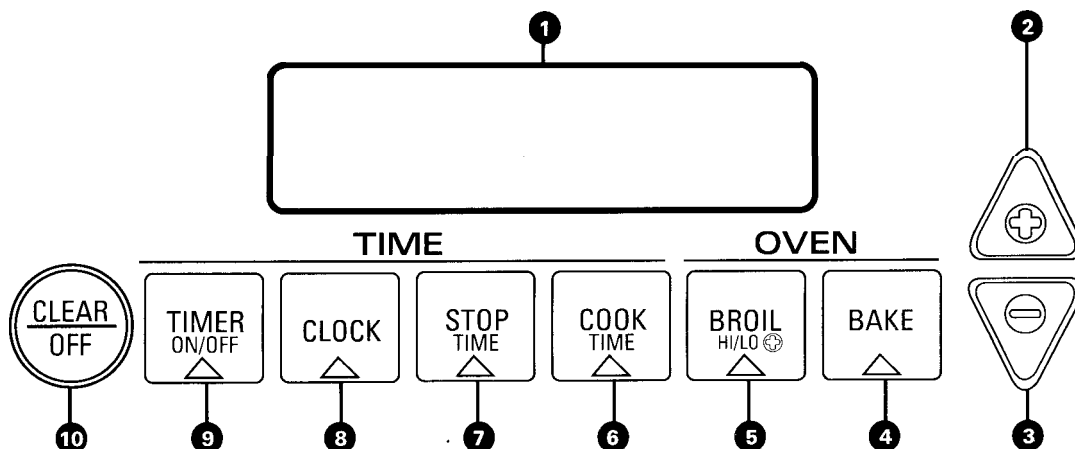 1
2
TIME
OVEN
CLEAR
OFF
TIMER
ON/OFF
CLOCK
STOP
TIME
COOK
TIME
BROIL
HI/LO
BAKE
10
9
8
7
6
5
4
3